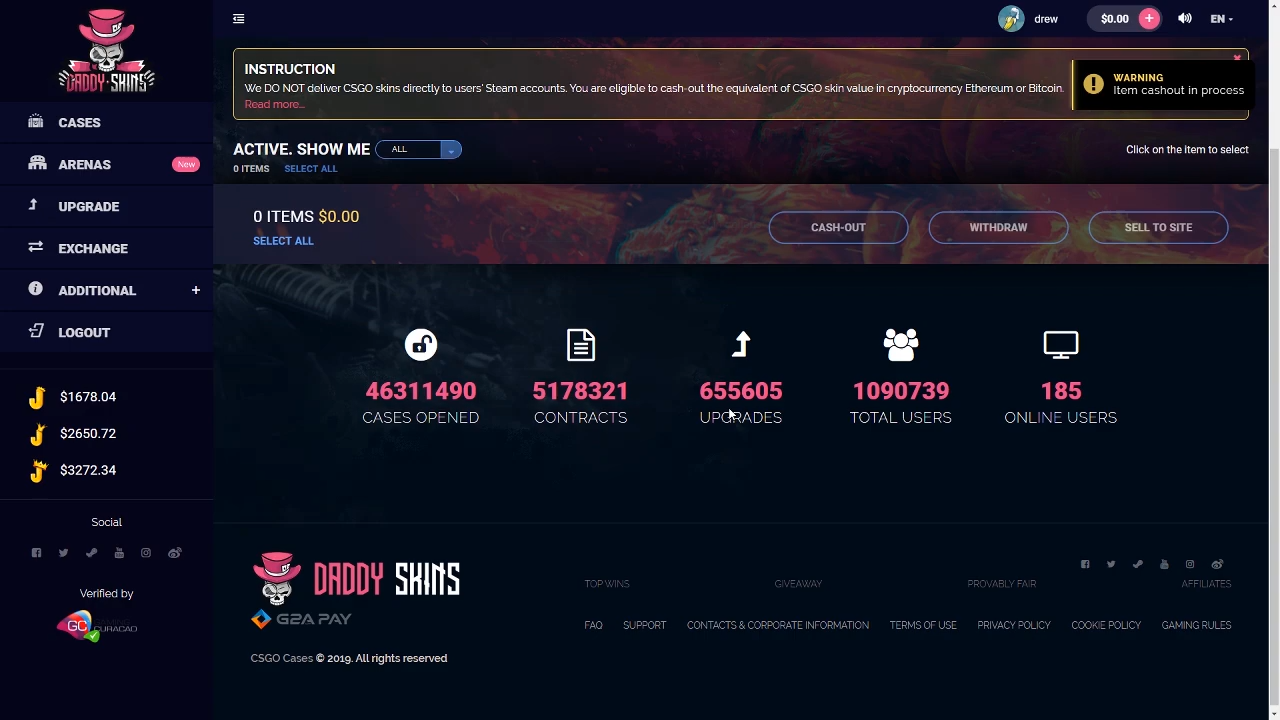 DADDY SKINS
CASES
ARENAS New
UPGRADE
EXCHANGE
ADDITIONAL +
LOGOUT
$1678.04
$2650.72
$3272.34
Social
Verified by
GC GAMING
CURACAO
drew $0.00 + EN
INSTRUCTION
We DO NOT deliver CSGO skins directly to users' Steam accounts. You are eligible to cash-out the equivalent of CSGO skin value in cryptocurrency Ethereum or Bitcoin.
Read more...
WARNING
Item cashout in process
ACTIVE. SHOW ME ALL
Click on the item to select
0 ITEMS SELECT ALL
0 ITEMS $0.00
SELECT ALL
CASH-OUT WITHDRAW SELL TO SITE
46311490 5178321 655605 1090739 185
CASES OPENED CONTRACTS UPGRADES TOTAL USERS ONLINE USERS
DADDY SKINS
G2A PAY
TOP WINS GIVEAWAY PROVABLY FAIR AFFILIATES
FAQ SUPPORT CONTACTS & CORPORATE INFORMATION TERMS OF USE PRIVACY POLICY COOKIE POLICY GAMING RULES
CSGO Cases © 2019. All rights reserved